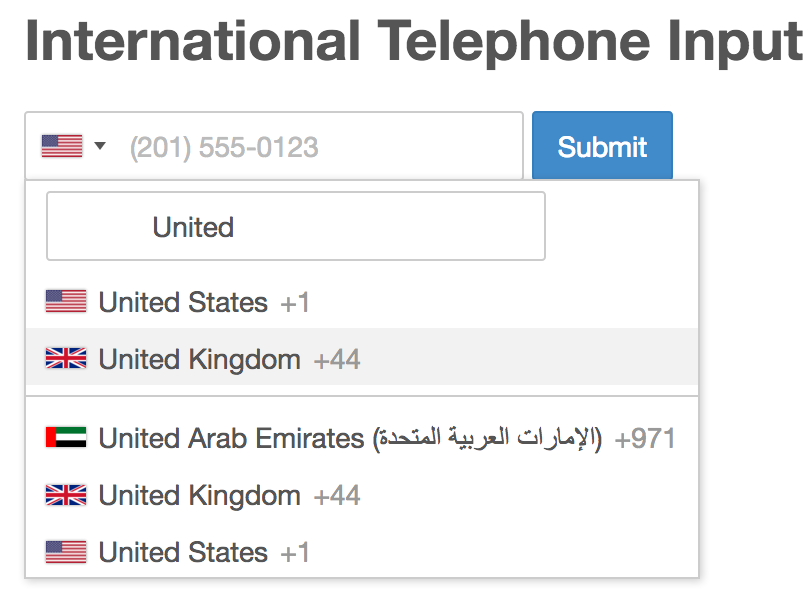 International Telephone Input
(201) 555-0123
Submit
United
United States +1
United Kingdom +44
United Arab Emirates (الإمارات العربية المتحدة) +971
United Kingdom +44
United States +1